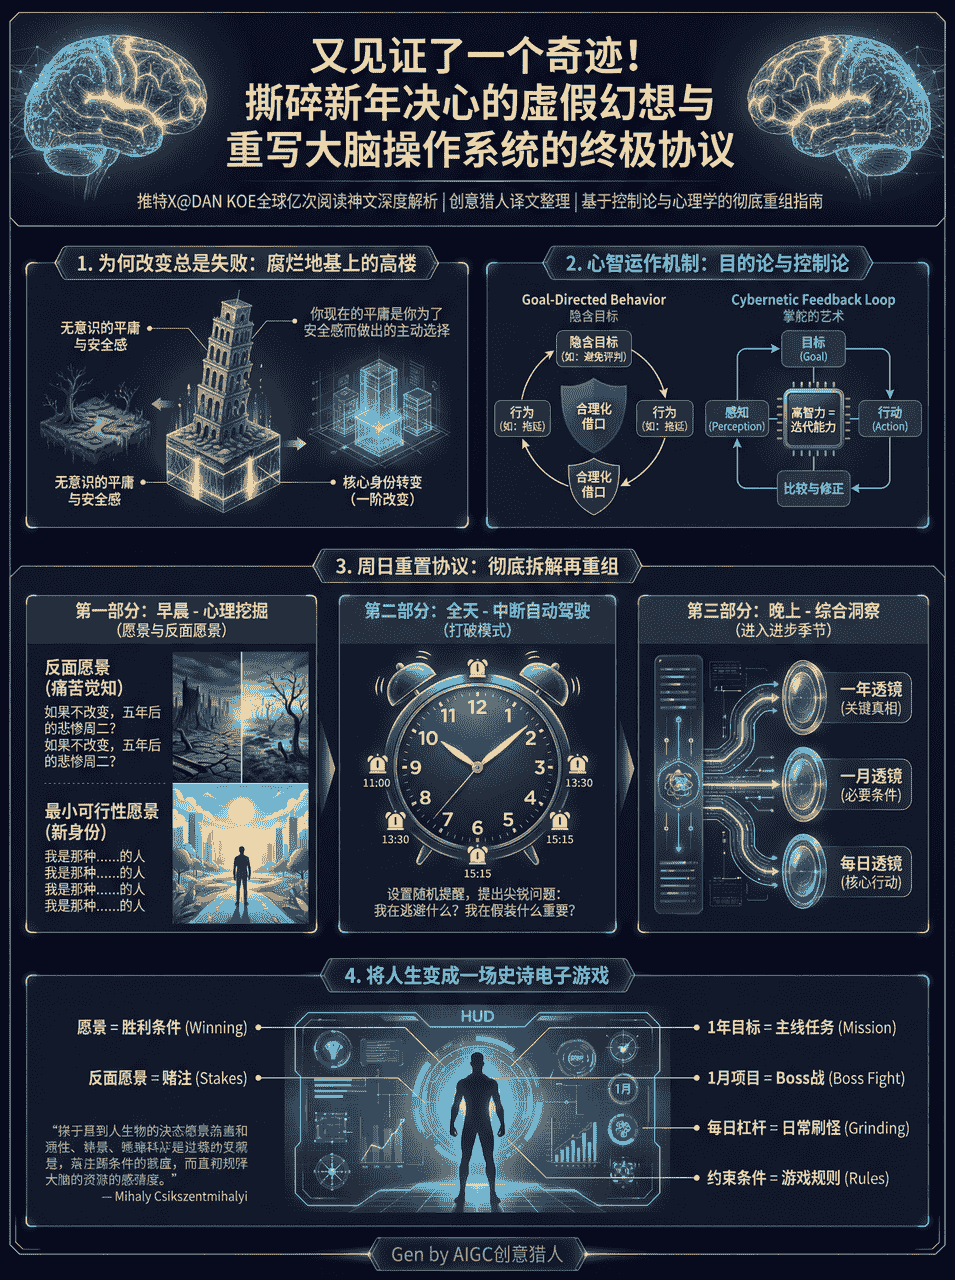 又见证了一个奇迹！
撕碎新年决心的虚假幻想与
重写大脑操作系统的终极协议
推特X@DAN KOE全球亿次阅读神文深度解析 | 创意猎人译文整理 | 基于控制论与心理学的彻底重组指南
1. 为何改变总是失败：腐烂地基上的高楼
无意识的平庸
与安全感
你现在的平庸是你为了
安全感而做出的主动选择
无意识的平庸
与安全感
核心身份转变
（一阶改变）
2. 心智运作机制：目的论与控制论
Goal-Directed Behavior
隐含目标
隐含目标
(如：避免评判)
行为
(如：拖延)
合理化
借口
行为
(如：拖延)
合理化
借口
Cybernetic Feedback Loop
掌舵的艺术
目标
(Goal)
感知
(Perception)
高智力 =
迭代能力
行动
(Action)
比较与修正
3. 周日重置协议：彻底拆解再重组
第一部分：早晨 - 心理挖掘
（愿景与反面愿景）
反面愿景
（痛苦觉知）
如果不改变，五年后
的悲惨周二？
如果不改变，五年后
的悲惨周二？
最小可行性愿景
（新身份）
我是那种……的人
我是那种……的人
我是那种……的人
我是那种……的人
第二部分：全天 - 中断自动驾驶
（打破模式）
12
1
2
3
4
5
6
7
8
9
10
11
11:00
13:30
13:30
15:15
15:15
设置随机提醒，提出尖锐问题：
我在逃避什么？我在假装什么重要？
第三部分：晚上 - 综合洞察
（进入进步季节）
一年透镜
（关键真相）
一月透镜
（必要条件）
每日透镜
（核心行动）
4. 将人生变成一场史诗电子游戏
HUD
愿景 = 胜利条件 (Winning)
反面愿景 = 赌注 (Stakes)
— Mihaly Csikszentmihalyi
1月
1年目标 = 主线任务 (Mission)
1月项目 = Boss战 (Boss Fight)
每日杠杆 = 日常刷怪 (Grinding)
约束条件 = 游戏规则 (Rules)
Gen by AIGC创意猎人